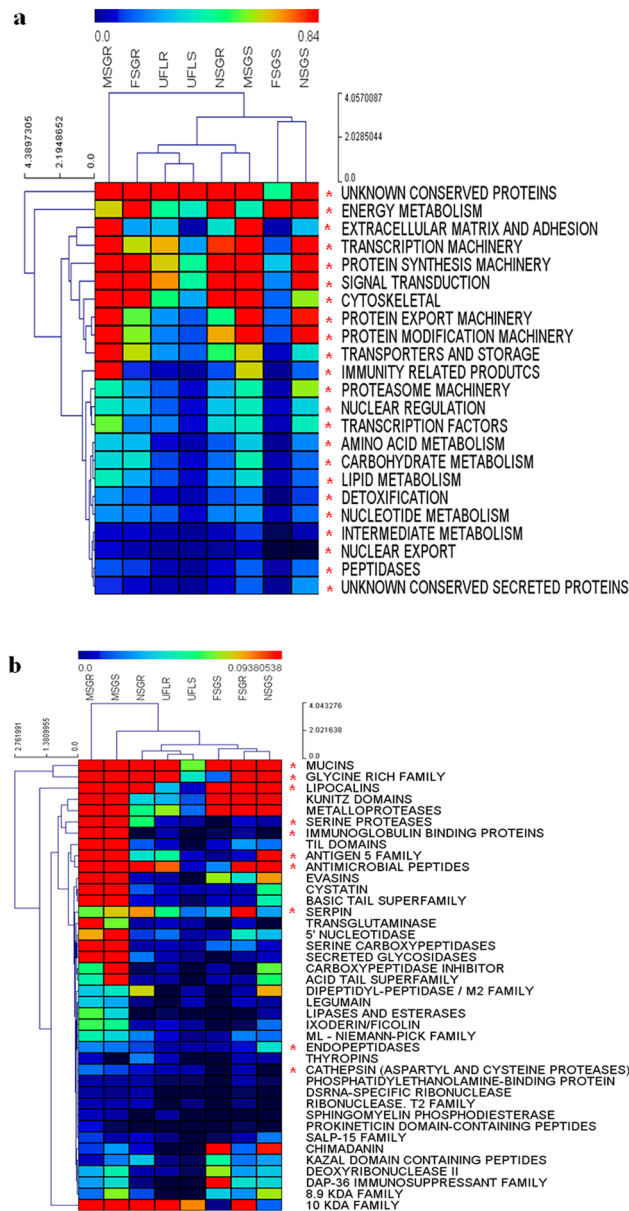 a
0.0 0.84
MSGR FSGR UFLR UFLS NSGR MSGS FSGS NSGS
4.0570087
2.0285044
0.0
4.3897305 2.1948652 0.0
* UNKNOWN CONSERVED PROTEINS
* ENERGY METABOLISM
* EXTRACELLULAR MATRIX AND ADHESION
* TRANSCRIPTION MACHINERY
* PROTEIN SYNTHESIS MACHINERY
* SIGNAL TRANSDUCTION
* CYTOSKELETAL
* PROTEIN EXPORT MACHINERY
* PROTEIN MODIFICATION MACHINERY
* TRANSPORTERS AND STORAGE
* IMMUNITY RELATED PRODUTCS
* PROTEASOME MACHINERY
* NUCLEAR REGULATION
* TRANSCRIPTION FACTORS
* AMINO ACID METABOLISM
* CARBOHYDRATE METABOLISM
* LIPID METABOLISM
* DETOXIFICATION
* NUCLEOTIDE METABOLISM
* INTERMEDIATE METABOLISM
* NUCLEAR EXPORT
* PEPTIDASES
* UNKNOWN CONSERVED SECRETED PROTEINS
b
0.0 0.09380538
MSGR MSGS NSGR UFLR UFLS FSGS FSGR NSGS
4.043276
2.021638
0.0
2.761991 1.3809955 0.0
* MUCINS
* GLYCINE RICH FAMILY
* LIPOCALINS
KUNITZ DOMAINS
METALLOPROTEASES
* SERINE PROTEASES
* IMMUNOGLOBULIN BINDING PROTEINS
TIL DOMAINS
* ANTIGEN 5 FAMILY
* ANTIMICROBIAL PEPTIDES
EVASINS
CYSTATIN
BASIC TAIL SUPERFAMILY
* SERPIN
TRANSGLUTAMINASE
5' NUCLEOTIDASE
SERINE CARBOXYPEPTIDASES
SECRETED GLYCOSIDASES
CARBOXYPEPTIDASE INHIBITOR
ACID TAIL SUPERFAMILY
DIPEPTIDYL-PEPTIDASE / M2 FAMILY
LEGUMAIN
LIPASES AND ESTERASES
IXODERIN/FICOLIN
ML - NIEMANN-PICK FAMILY
* ENDOPEPTIDASES
THYROPINS
* CATHEPSIN (ASPARTYL AND CYSTEINE PROTEASES)
PHOSPHATIDYLETHANOLAMINE-BINDING PROTEIN
DSRNA-SPECIFIC RIBONUCLEASE
RIBONUCLEASE. T2 FAMILY
SPHINGOMYELIN PHOSPHODIESTERASE
PROKINETICIN DOMAIN-CONTAINING PEPTIDES
SALP-15 FAMILY
CHIMADANIN
KAZAL DOMAIN CONTAINING PEPTIDES
DEOXYRIBONUCLEASE II
DAP-36 IMMUNOSUPPRESSANT FAMILY
8.9 KDA FAMILY
10 KDA FAMILY